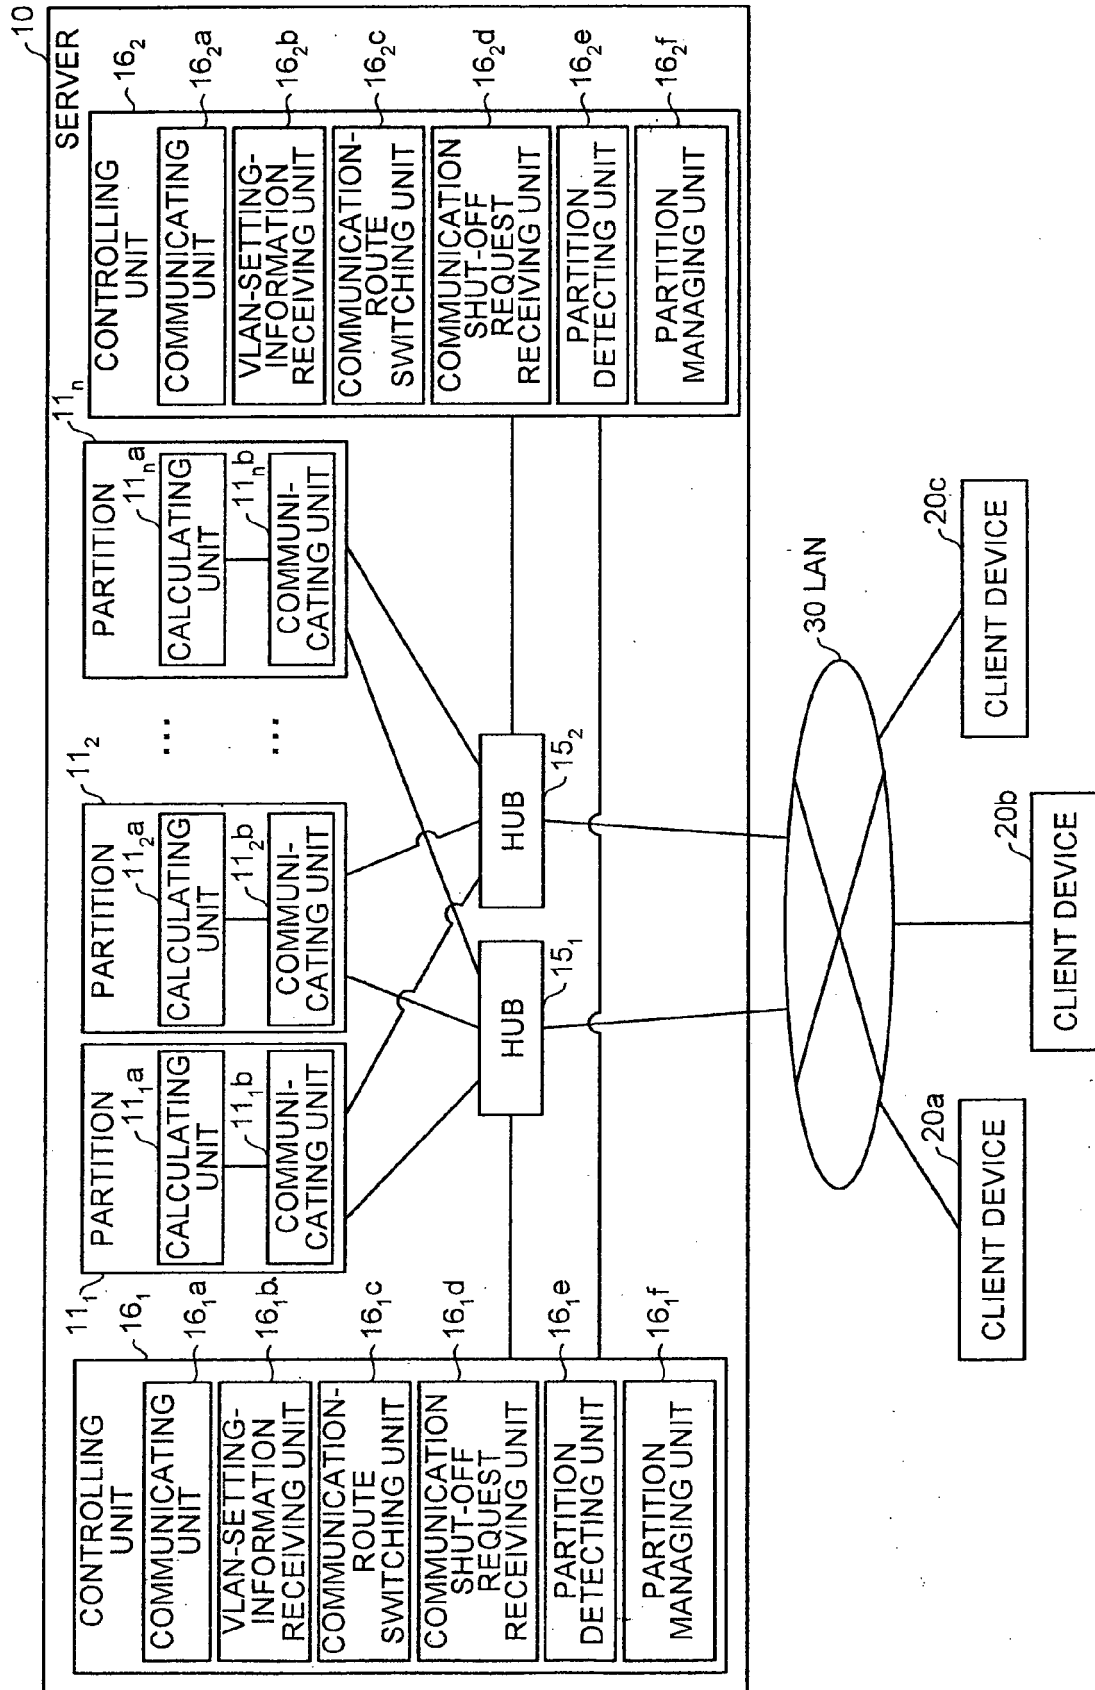 10
SERVER
CONTROLLING
UNIT
16₁
COMMUNICATING
UNIT
16₁a
VLAN-SETTING-
INFORMATION
RECEIVING UNIT
16₁b
COMMUNICATION-
ROUTE
SWITCHING UNIT
16₁c
COMMUNICATION
SHUT-OFF
REQUEST
RECEIVING UNIT
16₁d
PARTITION
DETECTING UNIT
16₁e
PARTITION
MANAGING UNIT
16₁f
11₁
PARTITION
11₁a
CALCULATING
UNIT
11₁b
COMMUNI-
CATING UNIT
11₂
PARTITION
11₂a
CALCULATING
UNIT
11₂b
COMMUNI-
CATING UNIT
...
...
11ₙ
PARTITION
11ₙa
CALCULATING
UNIT
11ₙb
COMMUNI-
CATING UNIT
CONTROLLING
UNIT
16₂
COMMUNICATING
UNIT
16₂a
VLAN-SETTING-
INFORMATION
RECEIVING UNIT
16₂b
COMMUNICATION-
ROUTE
SWITCHING UNIT
16₂c
COMMUNICATION
SHUT-OFF
REQUEST
RECEIVING UNIT
16₂d
PARTITION
DETECTING UNIT
16₂e
PARTITION
MANAGING UNIT
16₂f
HUB
15₁
HUB
15₂
30 LAN
20a
CLIENT DEVICE
20b
CLIENT DEVICE
20c
CLIENT DEVICE